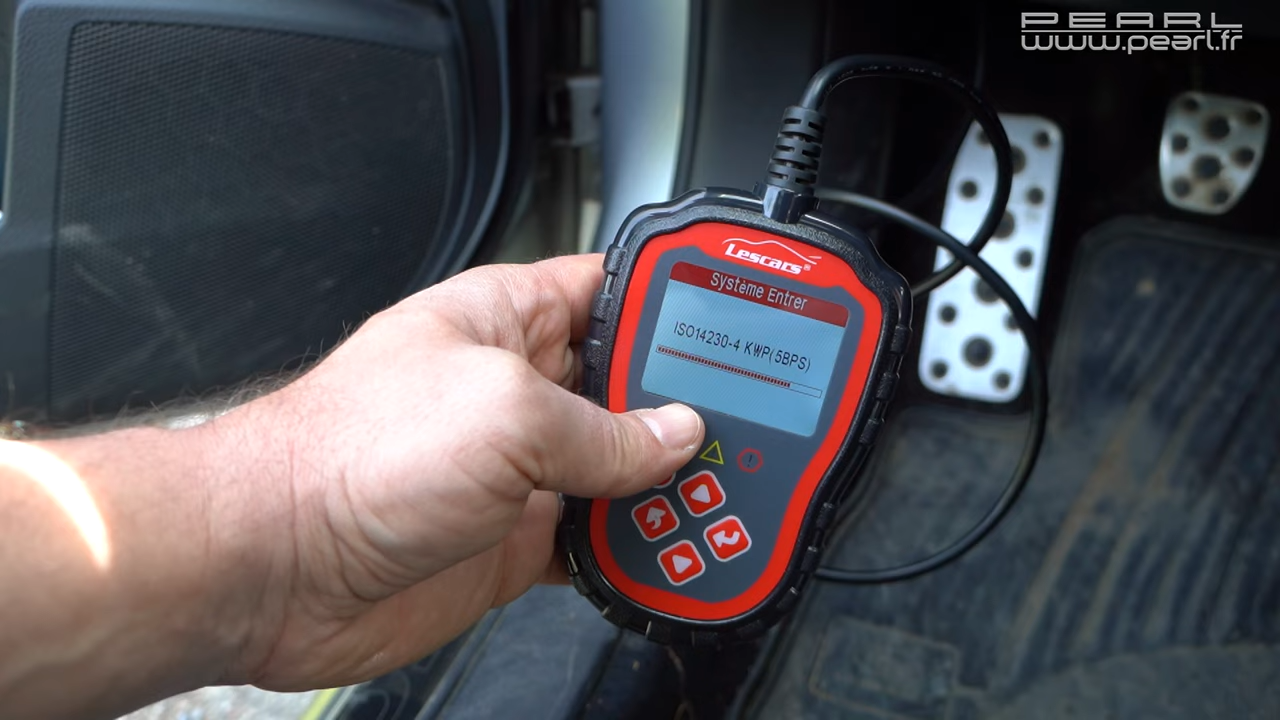 PEARL
www.pearl.fr
Lescars®
Système Entrer
ISO14230-4 KWP(5BPS)